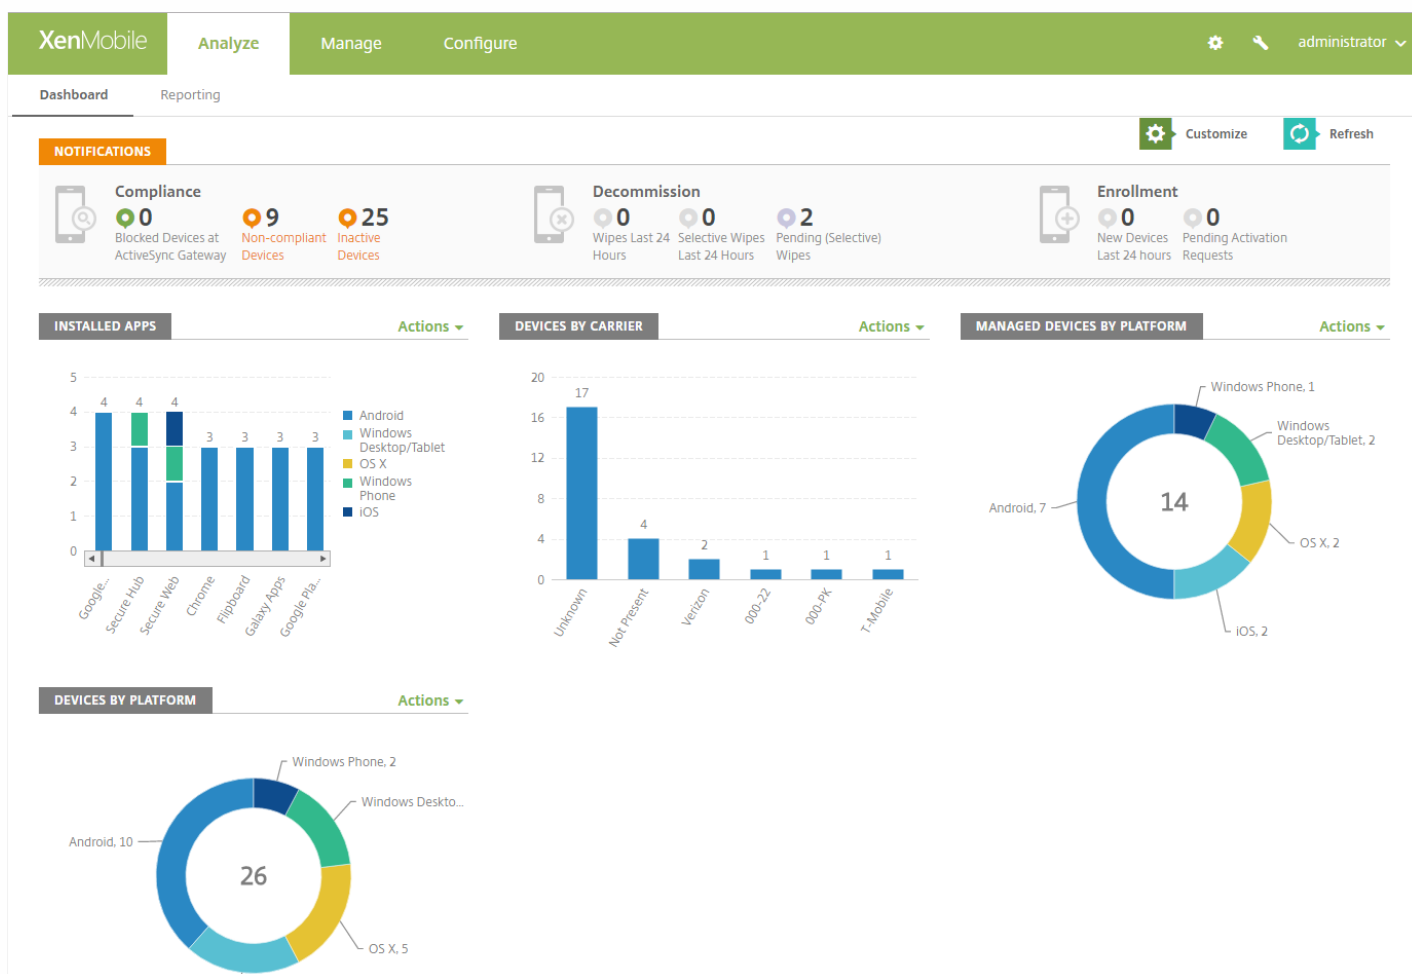 XenMobile
Analyze
Manage
Configure
administrator
Dashboard
Reporting
Customize
Refresh
NOTIFICATIONS
Compliance
0
Blocked Devices at
ActiveSync Gateway
9
Non-compliant
Devices
25
Inactive
Devices
Decommission
0
Wipes Last 24
Hours
0
Selective Wipes
Last 24 Hours
2
Pending (Selective)
Wipes
Enrollment
0
New Devices
Last 24 hours
0
Pending Activation
Requests
INSTALLED APPS
Actions
5
4
3
2
1
0
4
4
4
3
3
3
3
Google...
Secure Hub
Secure Web
Chrome
Flipboard
Galaxy Apps
Google Pla...
Android
Windows
Desktop/Tablet
OS X
Windows
Phone
iOS
DEVICES BY CARRIER
Actions
20
16
12
8
4
0
17
4
2
1
1
1
Unknown
Not Present
Verizon
000-22
000-PK
T-Mobile
MANAGED DEVICES BY PLATFORM
Actions
Windows Phone, 1
Windows
Desktop/Tablet, 2
Android, 7
14
OS X, 2
iOS, 2
DEVICES BY PLATFORM
Actions
Windows Phone, 2
Windows Deskto...
Android, 10
26
OS X, 5